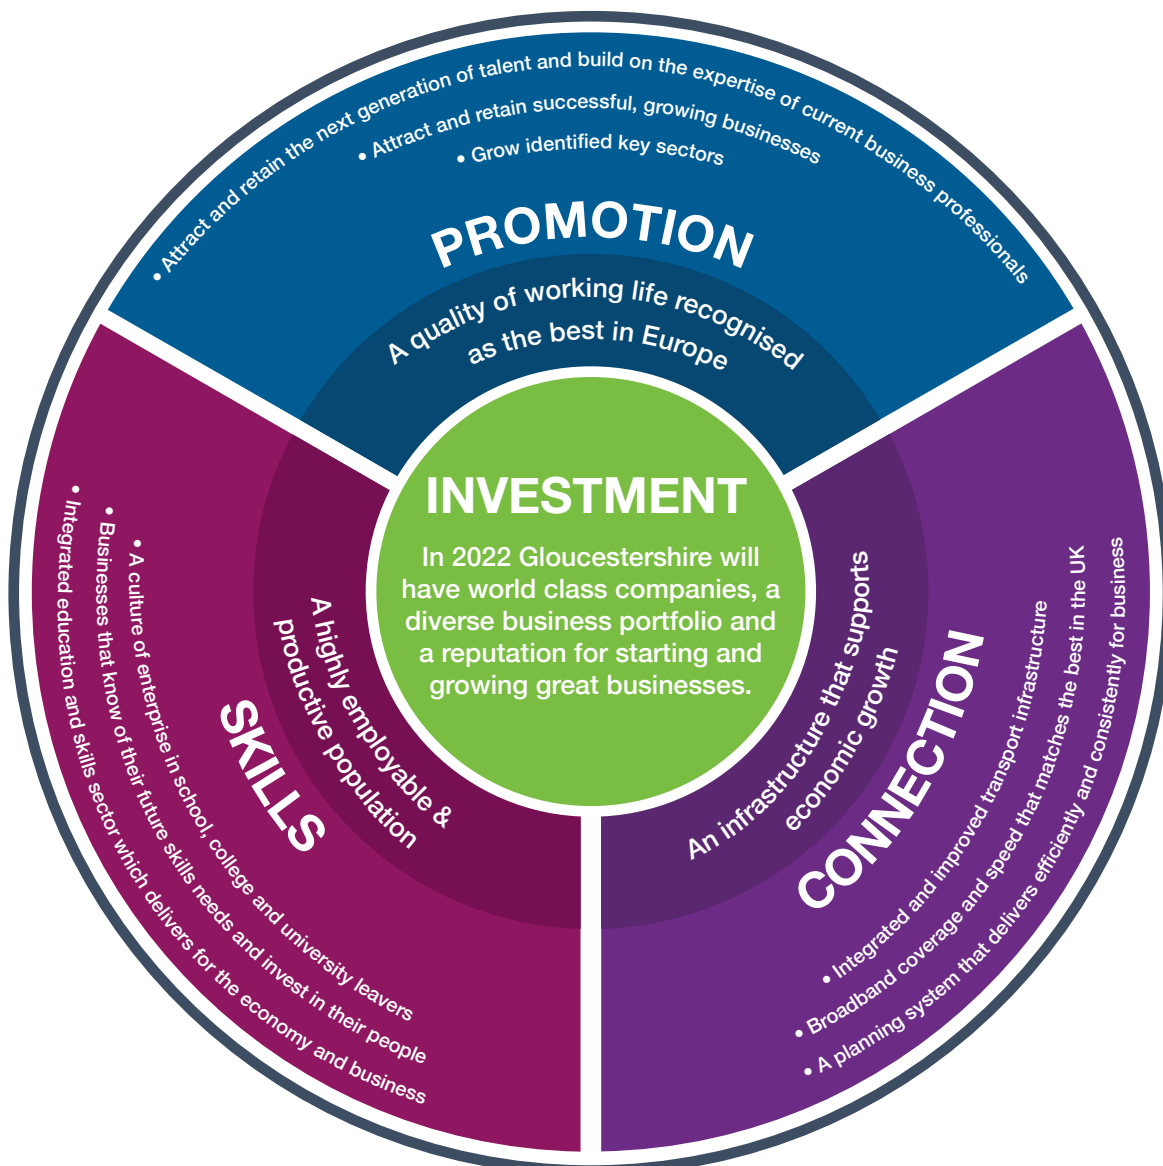 • Attract and retain the next generation of talent and build on the expertise of current business professionals
• Attract and retain successful, growing businesses
• Grow identified key sectors
PROMOTION
A quality of working life recognised
as the best in Europe
INVESTMENT
In 2022 Gloucestershire will
have world class companies, a
diverse business portfolio and
a reputation for starting and
growing great businesses.
An infrastructure that supports
economic growth
CONNECTION
• Integrated and improved transport infrastructure
• Broadband coverage and speed that matches the best in the UK
• A planning system that delivers efficiently and consistently for business
A highly employable &
productive population
SKILLS
• A culture of enterprise in school, college and university leavers
• Businesses that know of their future skills needs and invest in their people
• Integrated education and skills sector which delivers for the economy and business